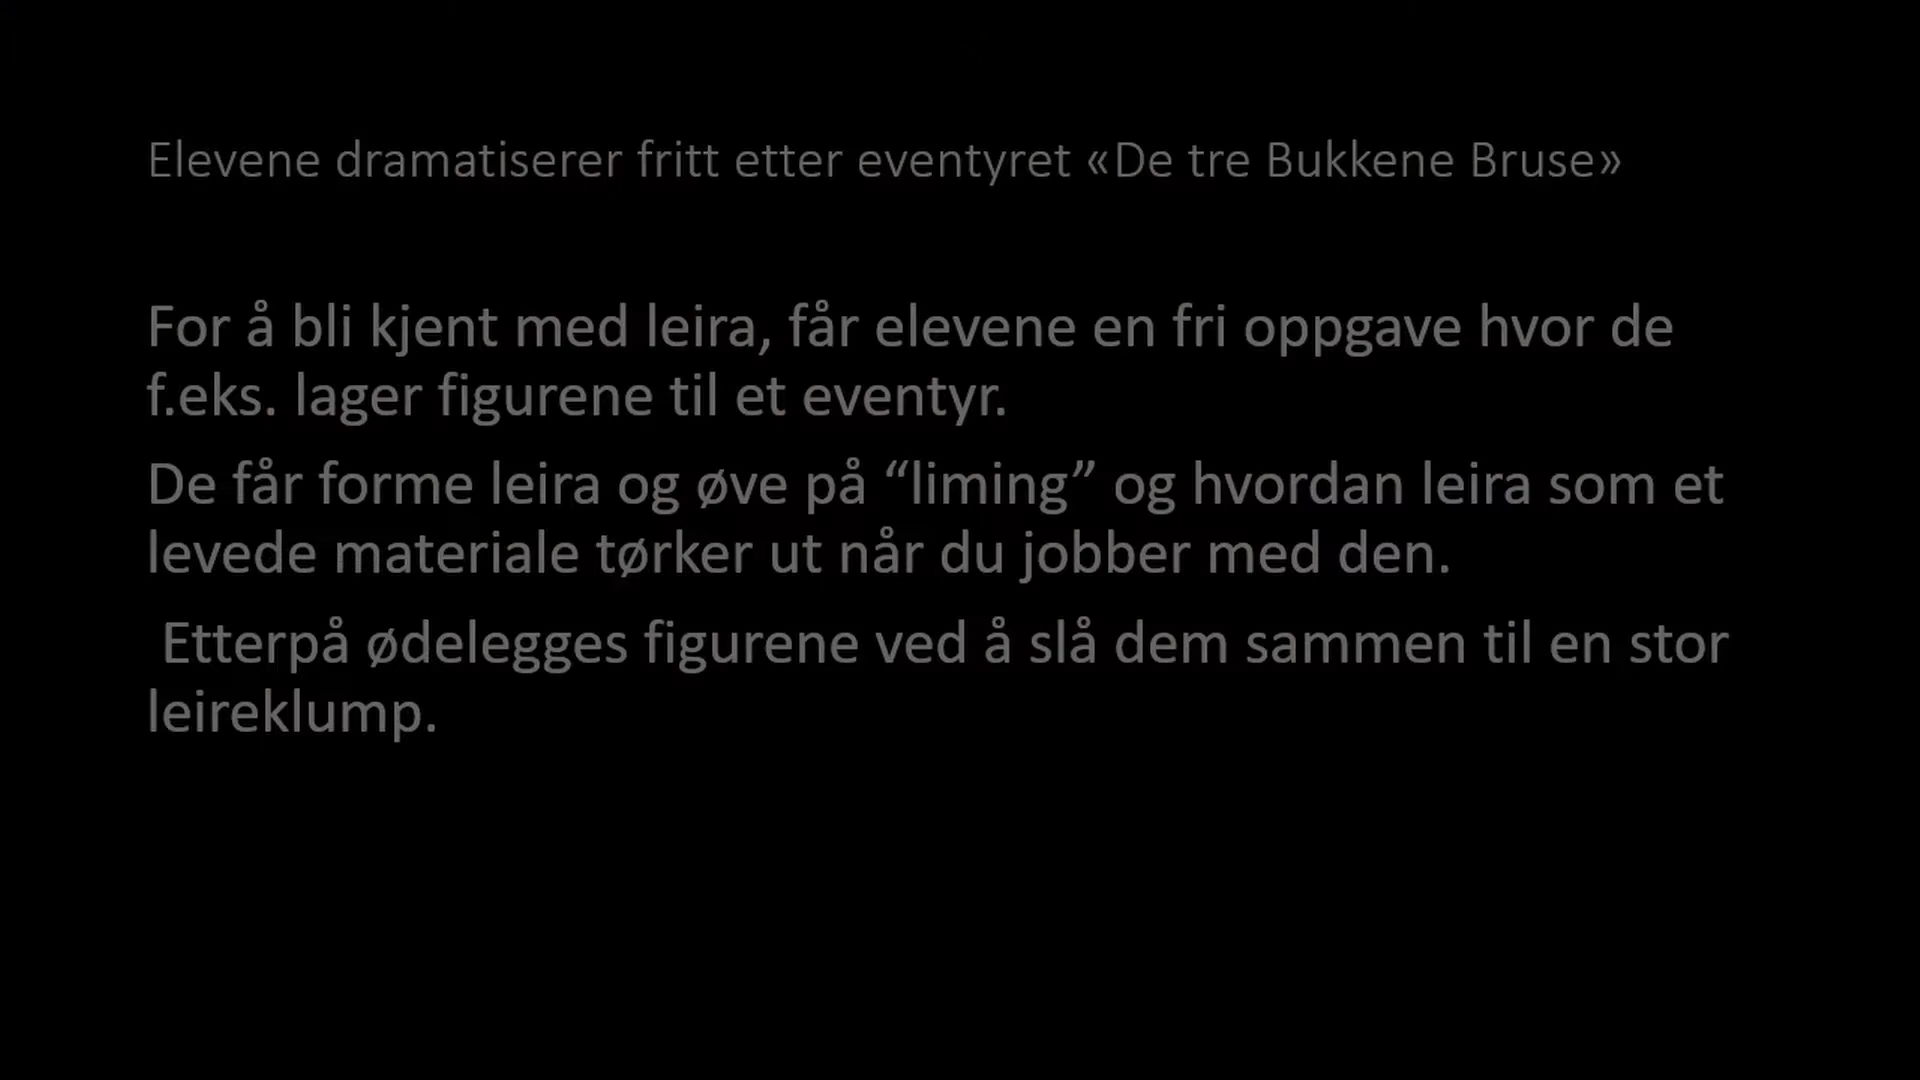 Elevene dramatiserer fritt etter eventyret «De tre Bukkene Bruse»
For å bli kjent med leira, får elevene en fri oppgave hvor de
f.eks. lager figurene til et eventyr.
De får forme leira og øve på “liming” og hvordan leira som et
levede materiale tørker ut når du jobber med den.
Etterpå ødelegges figurene ved å slå dem sammen til en stor
leireklump.